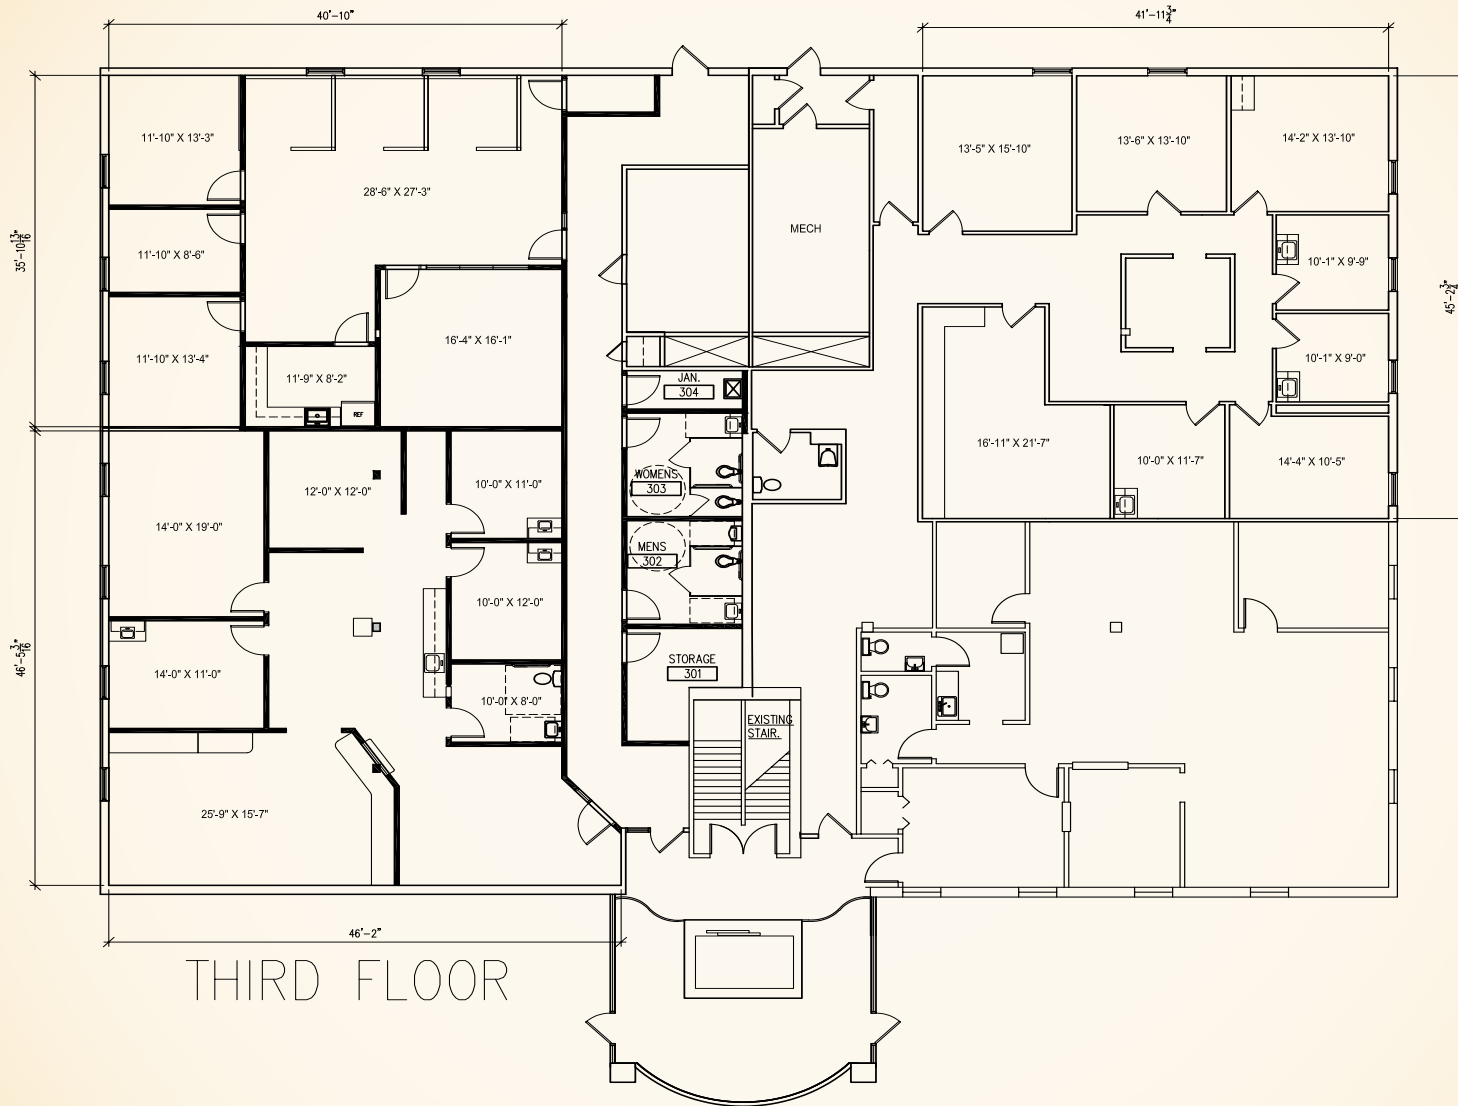 40'-10"
41'-11 3/4"
11'-10" X 13'-3"
13'-5" X 15'-10"
13'-6" X 13'-10"
14'-2" X 13'-10"
28'-6" X 27'-3"
35'-10 13/16"
MECH
11'-10" X 8'-6"
10'-1" X 9'-9"
45'-2 3/4"
16'-4" X 16'-1"
11'-10" X 13'-4"
10'-1" X 9'-0"
11'-9" X 8'-2"
JAN.
304
REF
16'-11" X 21'-7"
10'-0" X 11'-7"
14'-4" X 10'-5"
WOMENS
303
10'-0" X 11'-0"
12'-0" X 12'-0"
14'-0" X 19'-0"
MENS
302
10'-0" X 12'-0"
46'-5 3/16"
STORAGE
301
14'-0" X 11'-0"
10'-0" X 8'-0"
EXISTING
STAIR.
25'-9" X 15'-7"
46'-2"
THIRD FLOOR